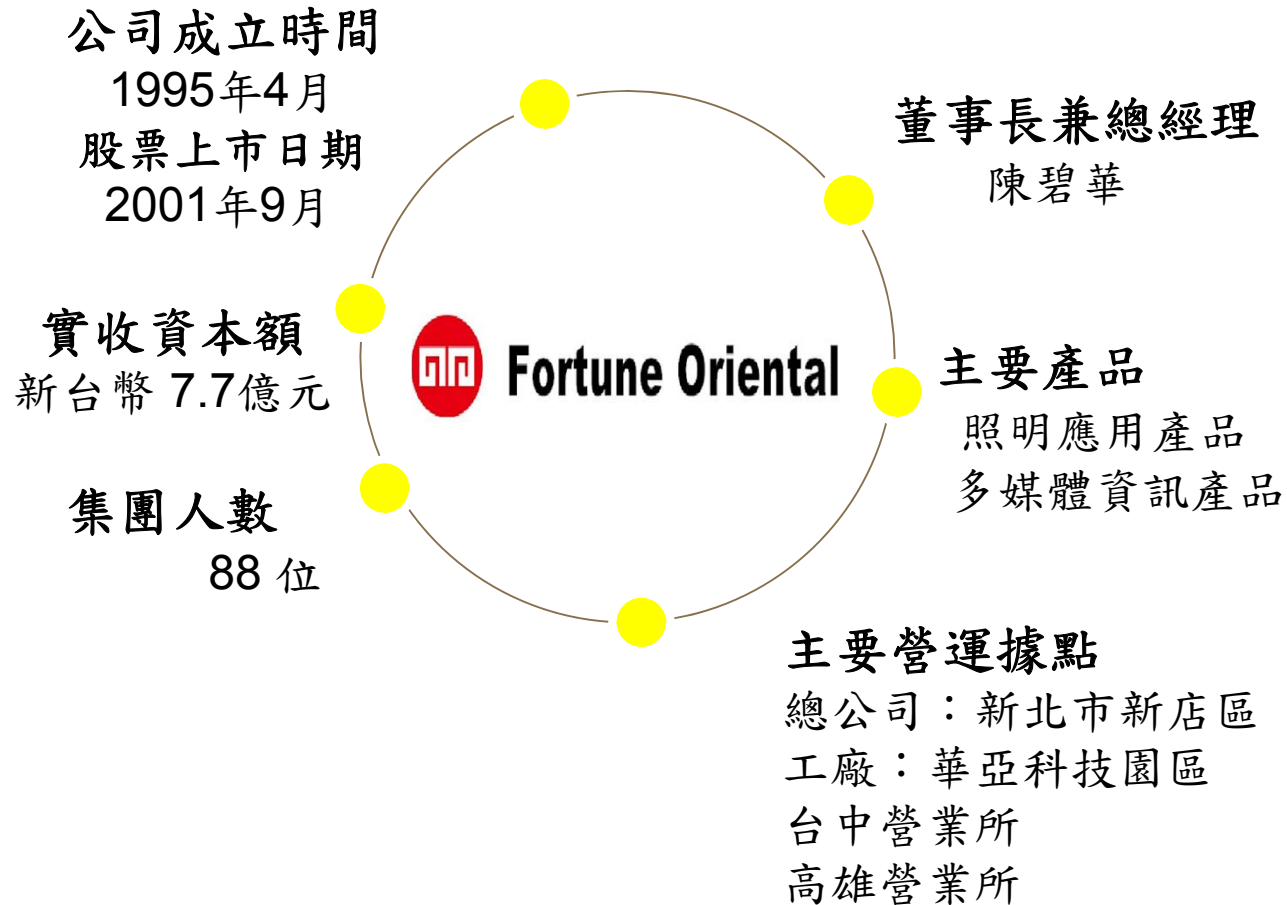 公司成立時間
1995年4月
股票上市日期
2001年9月
董事長兼總經理
陳碧華
實收資本額
新台幣 7.7億元
Fortune Oriental
主要產品
照明應用產品
多媒體資訊產品
集團人數
88 位
主要營運據點
總公司：新北市新店區
工廠：華亞科技園區
台中營業所
高雄營業所